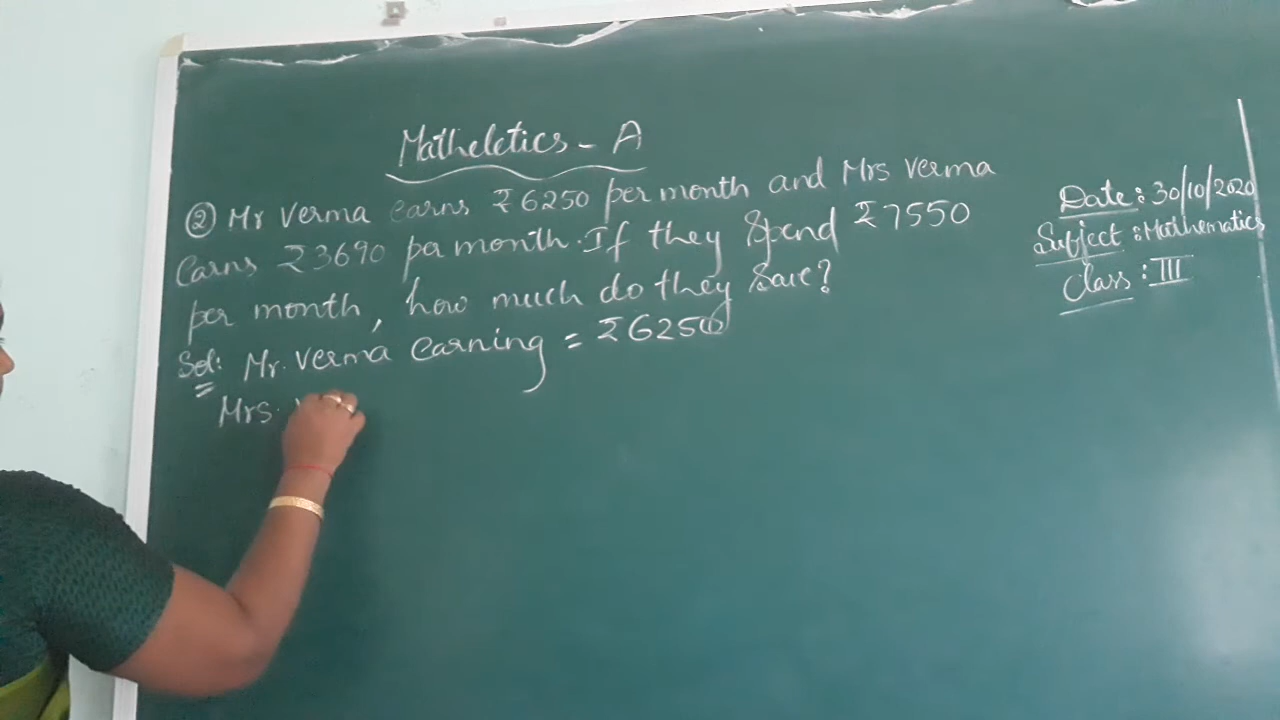 Matheletics - A
② Mr Verma earns ₹6250 per month and Mrs Verma
earns ₹3690 per month. If they Spend ₹7550
per month, how much do they Save?
Sol: Mr. Verma earning = ₹6250
Mrs.
Date: 30/10/2020
Subject: Mathematics
Class: III